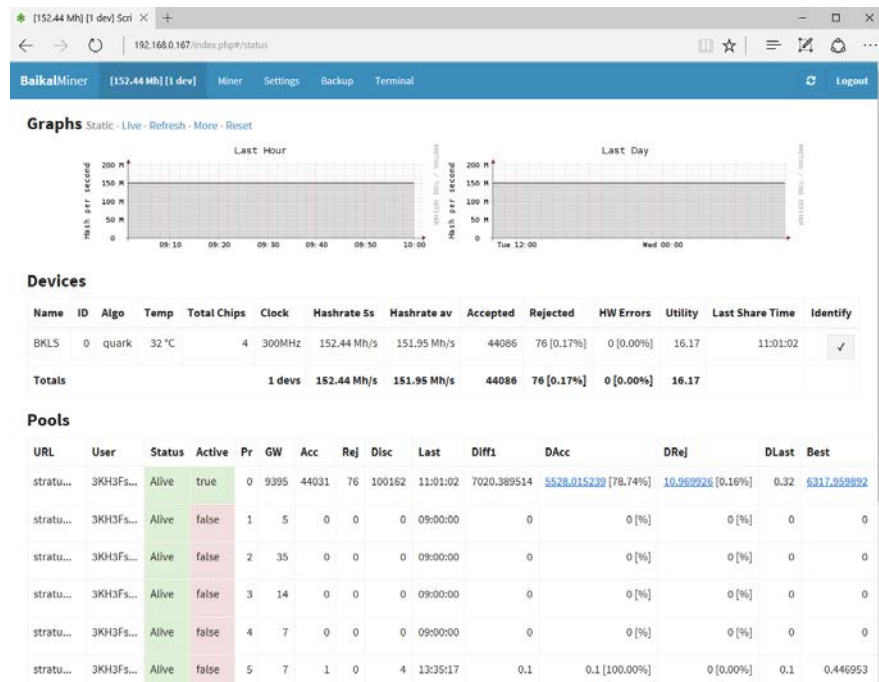 [152.44 Mh] [1 dev] Scri
192.168.0.167/index.php#/status
BaikalMiner [152.44 Mh] [1 dev] Miner Settings Backup Terminal Logout
Graphs Static - Live - Refresh - More - Reset
Last Hour
Hash per second
200 M
150 M
100 M
50 M
0
09:10 09:20 09:30 09:40 09:50 10:00
Last Day
Hash per second
200 M
150 M
100 M
50 M
0
Tue 12:00 Wed 00:00
Devices
Name ID Algo Temp Total Chips Clock Hashrate 5s Hashrate av Accepted Rejected HW Errors Utility Last Share Time Identify
BKLS 0 quark 32 °C 4 300MHz 152.44 Mh/s 151.95 Mh/s 44086 76 [0.17%] 0 [0.00%] 16.17 11:01:02
Totals 1 devs 152.44 Mh/s 151.95 Mh/s 44086 76 [0.17%] 0 [0.00%] 16.17
Pools
URL User Status Active Pr GW Acc Rej Disc Last Diff1 DAcc DRej DLast Best
stratu... 3KH3Fs... Alive true 0 9395 44031 76 100162 11:01:02 7020.389514 5528.015239 [78.74%] 10.969926 [0.16%] 0.32 6317.959892
stratu... 3KH3Fs... Alive false 1 5 0 0 0 09:00:00 0 0 [%] 0 [%] 0 0
stratu... 3KH3Fs... Alive false 2 35 0 0 0 09:00:00 0 0 [%] 0 [%] 0 0
stratu... 3KH3Fs... Alive false 3 14 0 0 0 09:00:00 0 0 [%] 0 [%] 0 0
stratu... 3KH3Fs... Alive false 4 7 0 0 0 09:00:00 0 0 [%] 0 [%] 0 0
stratu... 3KH3Fs... Alive false 5 7 1 0 4 13:35:17 0.1 0.1 [100.00%] 0 [0.00%] 0.1 0.446953